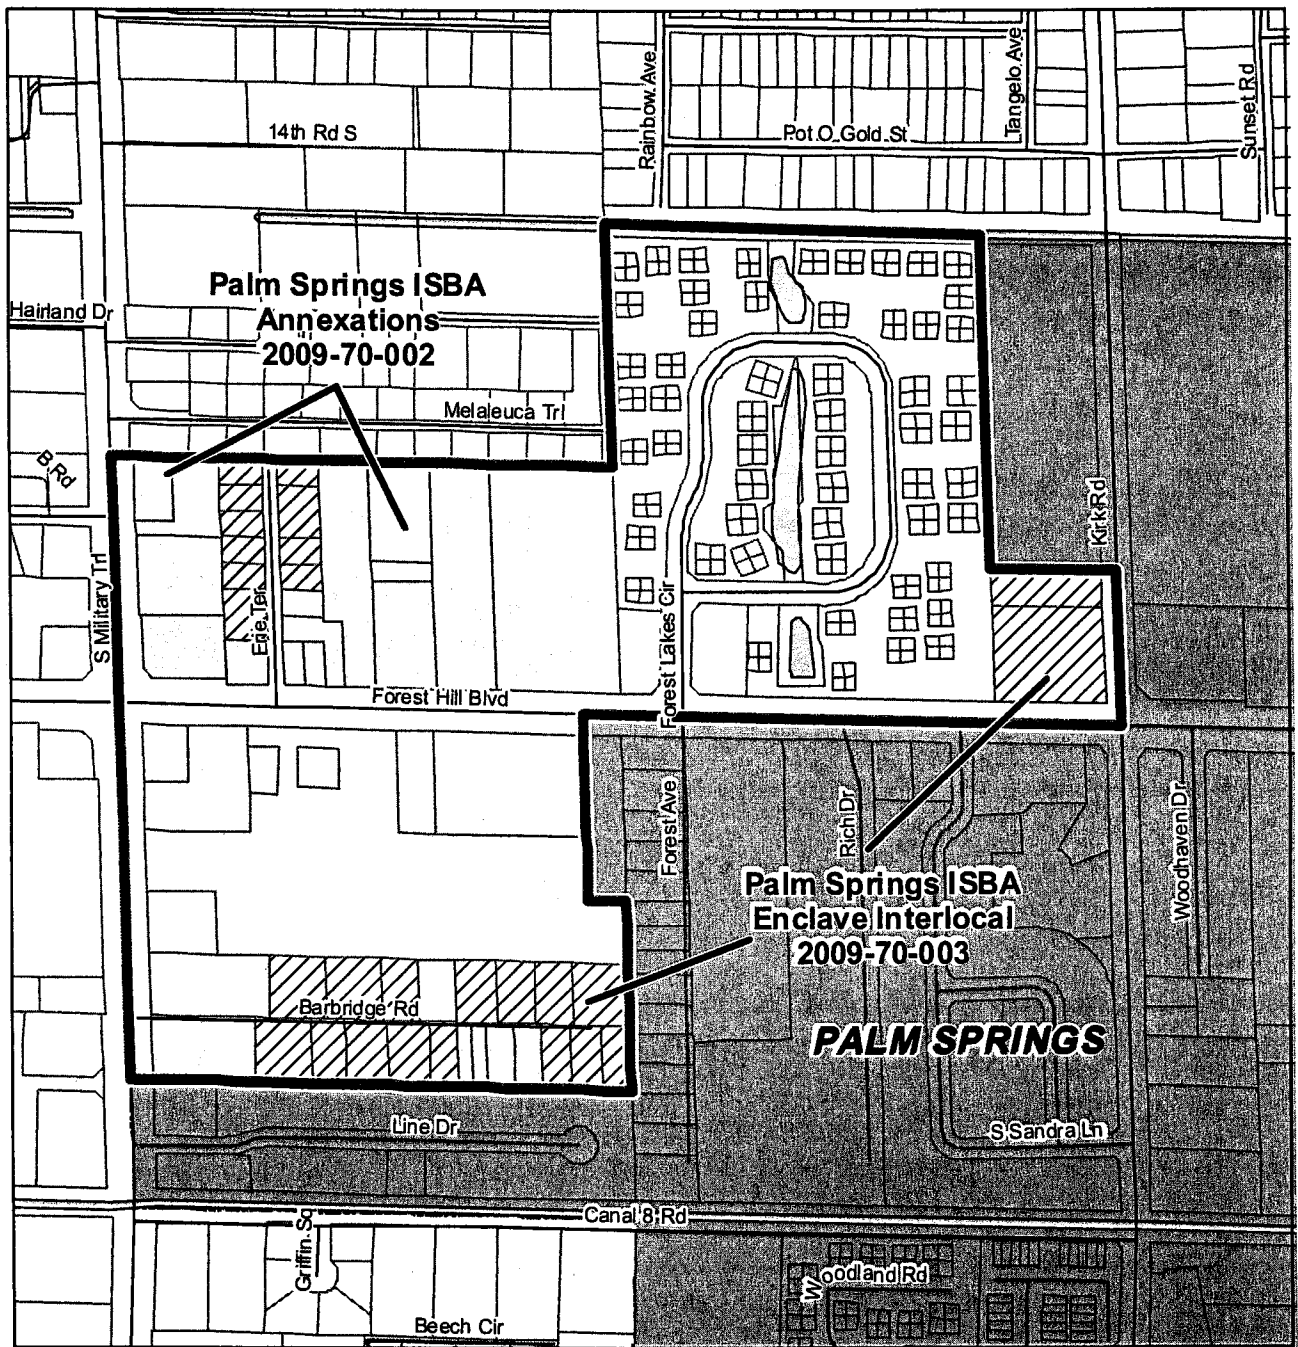 Rainbow Ave
Tangelo Ave
Sunset Rd
14th Rd S
Pot O Gold St
Palm Springs ISBA
Annexations
2009-70-002
Hairland Dr
Melaleuca Trl
B Rd
Kirk Rd
S Military Trl
Erie Ter
Forest Lakes Cir
Forest Hill Blvd
Forest Ave
Rich Dr
Woodhaven Dr
Palm Springs ISBA
Enclave Interlocal
2009-70-003
Barbridge Rd
PALM SPRINGS
Line Dr
S Sandra Ln
Canal 8 Rd
Griffin Sq
Woodland Rd
Beech Cir